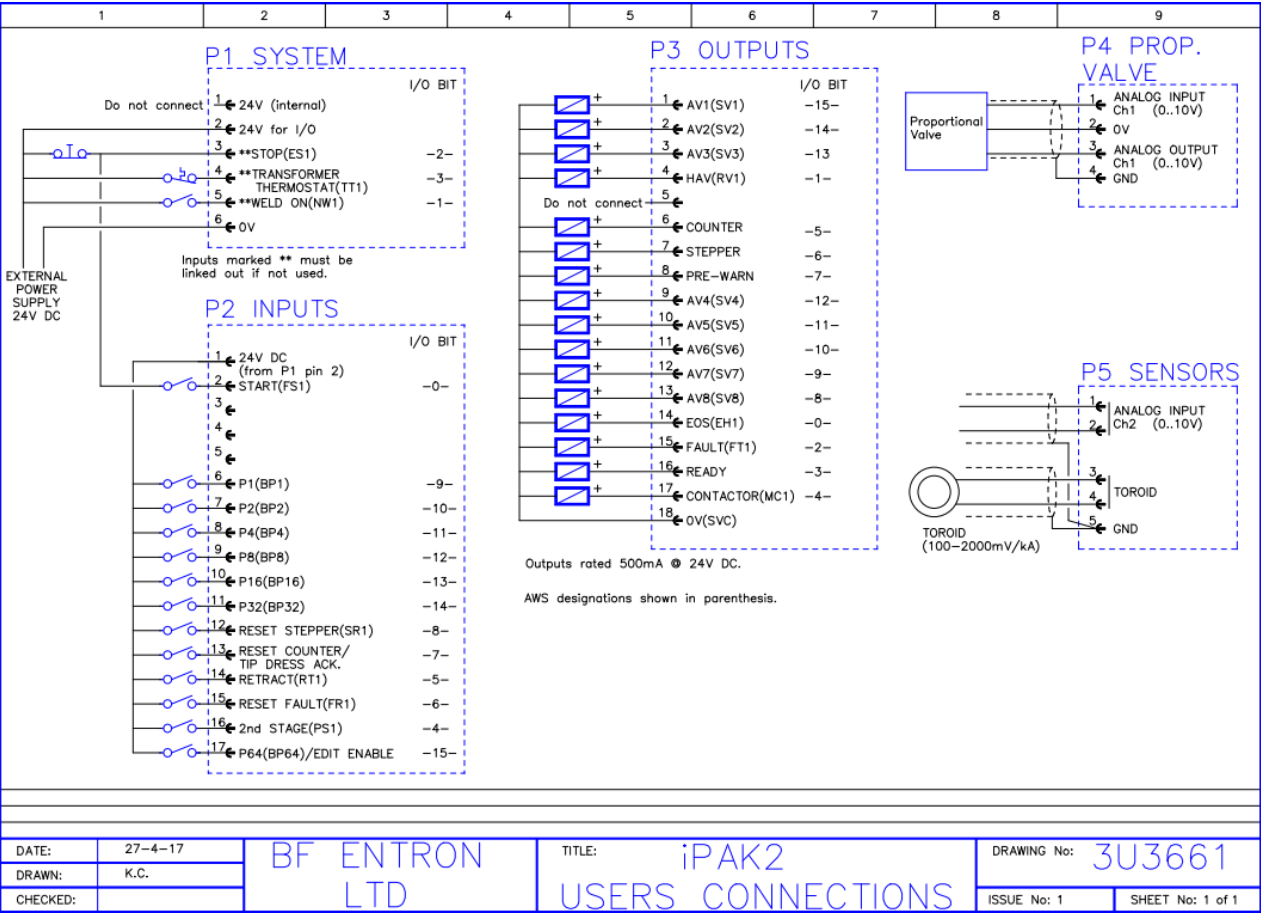 1 2 3 4 5 6 7 8 9
P1 SYSTEM
I/O BIT
Do not connect 1 24V (internal)
2 24V for I/O
3 **STOP(ES1) -2-
4 **TRANSFORMER -3-
THERMOSTAT(TT1)
5 **WELD ON(NW1) -1-
6 0V
Inputs marked ** must be
linked out if not used.
EXTERNAL
POWER
SUPPLY
24V DC
P2 INPUTS
I/O BIT
1 24V DC
(from P1 pin 2)
2 START(FS1) -0-
3
4
5
6 P1(BP1) -9-
7 P2(BP2) -10-
8 P4(BP4) -11-
9 P8(BP8) -12-
10 P16(BP16) -13-
11 P32(BP32) -14-
12 RESET STEPPER(SR1) -8-
13 RESET COUNTER/ -7-
TIP DRESS ACK.
14 RETRACT(RT1) -5-
15 RESET FAULT(FR1) -6-
16 2nd STAGE(PS1) -4-
17 P64(BP64)/EDIT ENABLE -15-
P3 OUTPUTS
I/O BIT
+ 1 AV1(SV1) -15-
+ 2 AV2(SV2) -14-
+ 3 AV3(SV3) -13
+ 4 HAV(RV1) -1-
Do not connect 5
+ 6 COUNTER -5-
+ 7 STEPPER -6-
+ 8 PRE-WARN -7-
+ 9 AV4(SV4) -12-
+ 10 AV5(SV5) -11-
+ 11 AV6(SV6) -10-
+ 12 AV7(SV7) -9-
+ 13 AV8(SV8) -8-
+ 14 EOS(EH1) -0-
+ 15 FAULT(FT1) -2-
+ 16 READY -3-
+ 17 CONTACTOR(MC1) -4-
18 0V(SVC)
Outputs rated 500mA @ 24V DC.
AWS designations shown in parenthesis.
P4 PROP.
VALVE
Proportional
Valve
1 ANALOG INPUT
Ch1 (0..10V)
2 0V
3 ANALOG OUTPUT
Ch1 (0..10V)
4 GND
P5 SENSORS
1 ANALOG INPUT
2 Ch2 (0..10V)
3
TOROID
4
5 GND
TOROID
(100-2000mV/kA)
DATE: 27-4-17
DRAWN: K.C.
CHECKED:
BF ENTRON
LTD
TITLE: iPAK2
USERS CONNECTIONS
DRAWING No: 3U3661
ISSUE No: 1 SHEET No: 1 of 1